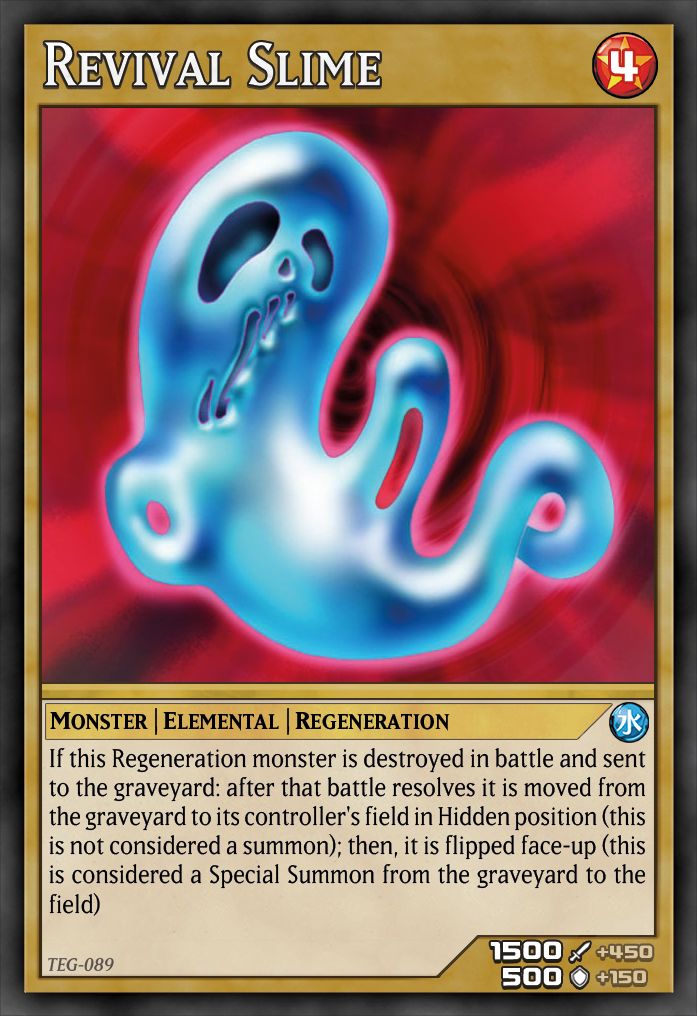 Revival Slime
4
Monster | Elemental | Regeneration
水
If this Regeneration monster is destroyed in battle and sent
to the graveyard: after that battle resolves it is moved from
the graveyard to its controller's field in Hidden position (this
is not considered a summon); then, it is flipped face-up (this
is considered a Special Summon from the graveyard to the
field)
1500 +450
TEG-089
500 +150